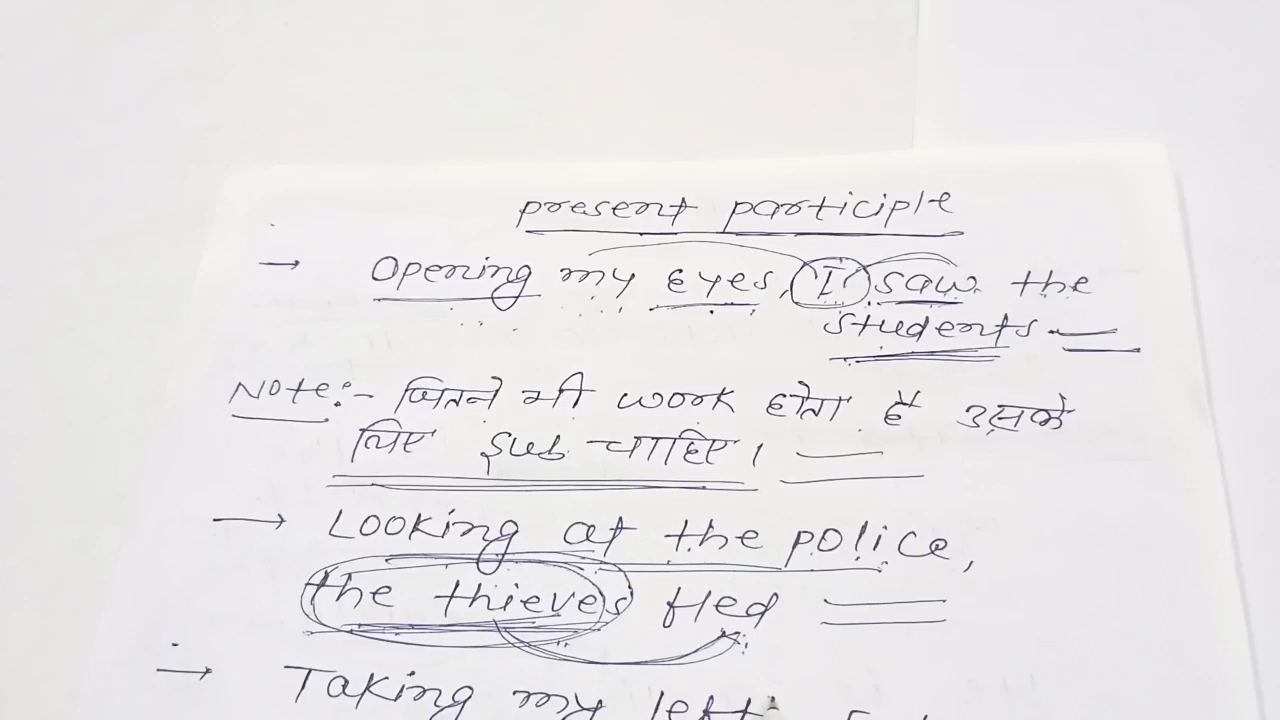 present participle
→ Opening my eyes, I saw the
students.
Note:- जितने भी work होता है उसके
लिए sub चाहिए।
→ Looking at the police,
the thieves fled
→ Taking my left